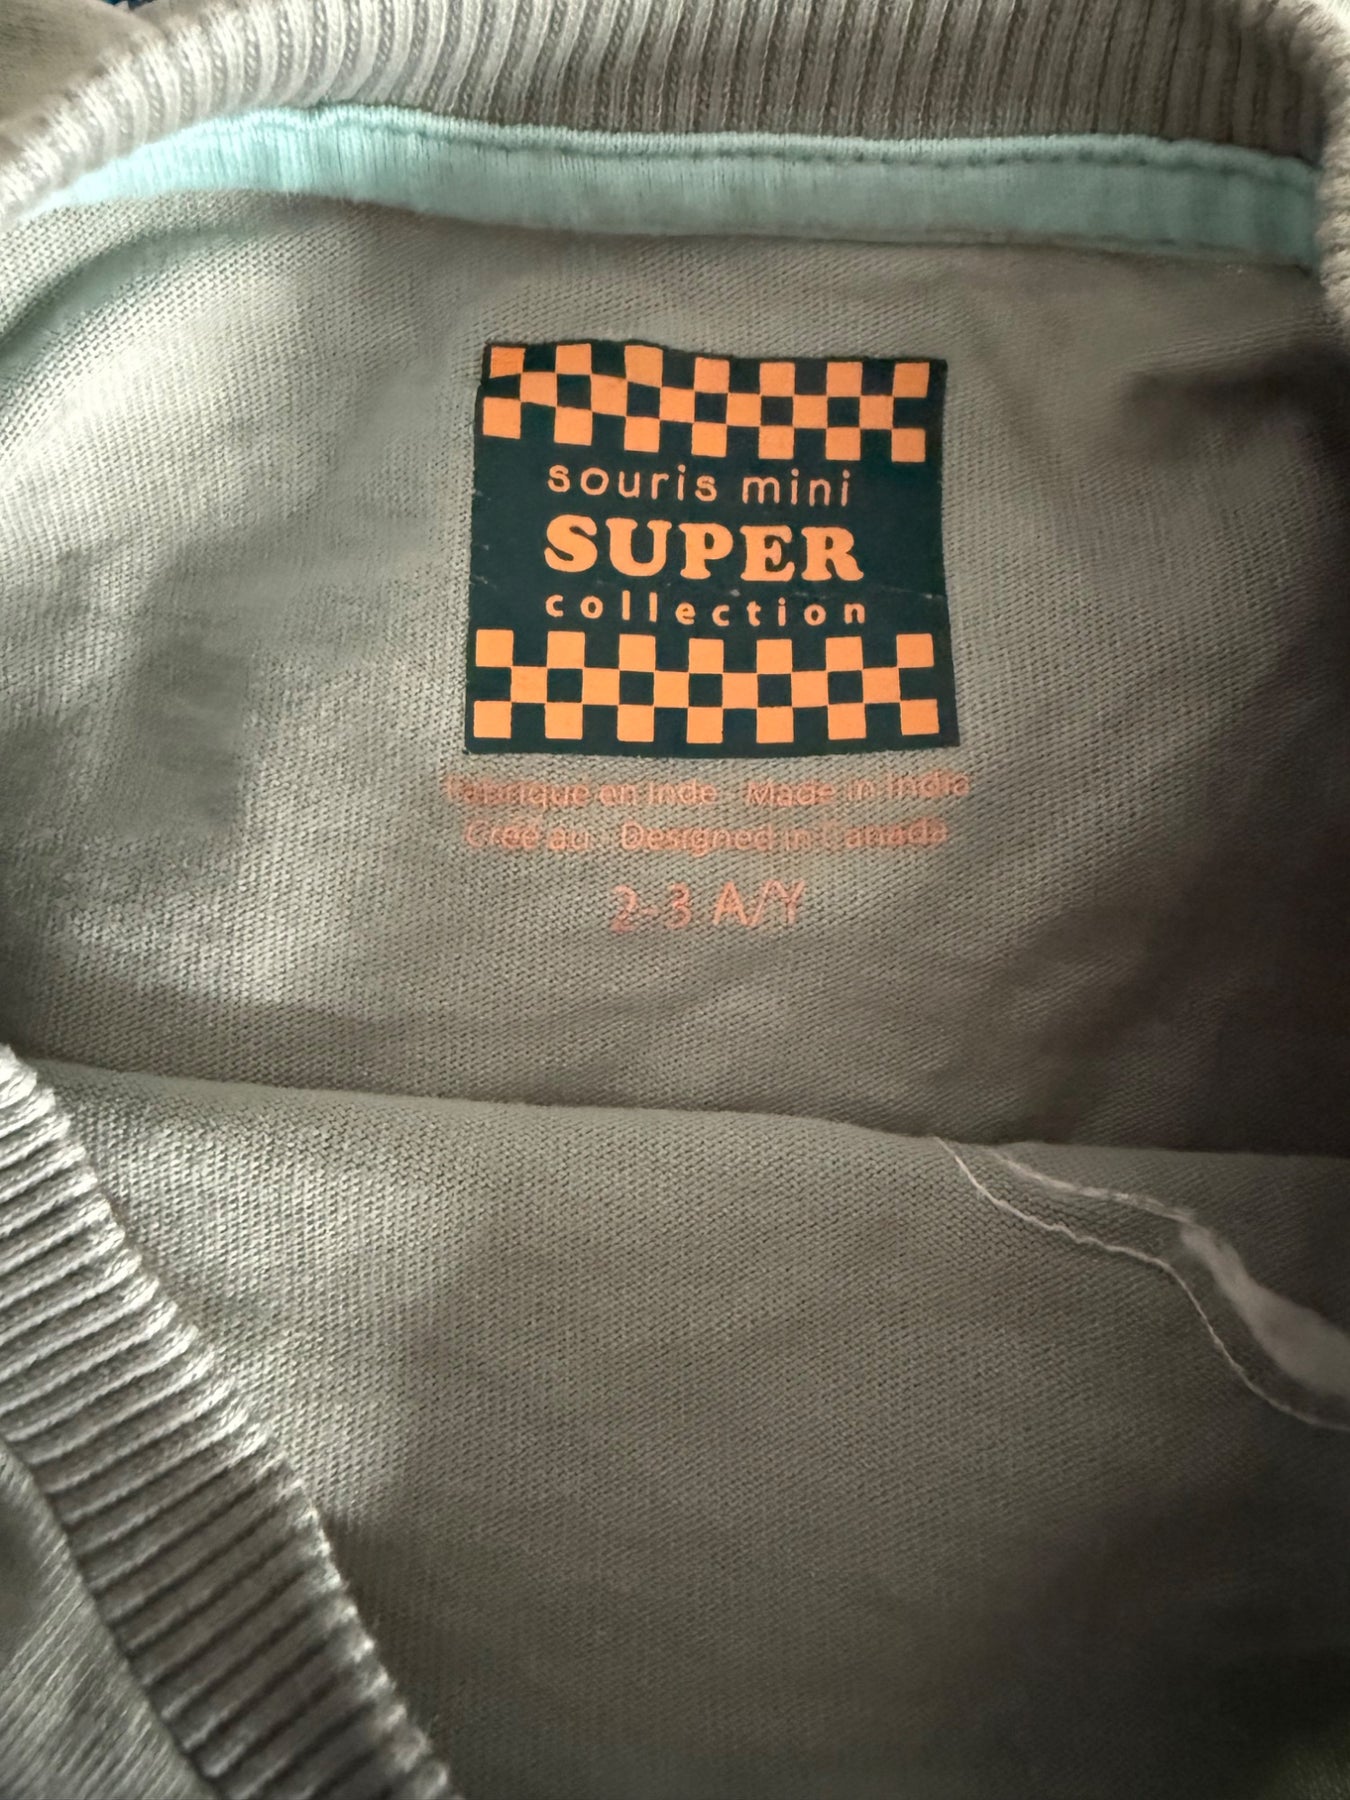 souris mini
SUPER
collection
Fabriqué en Inde Made in India
Créé au Designed in Canada
2-3 A/Y